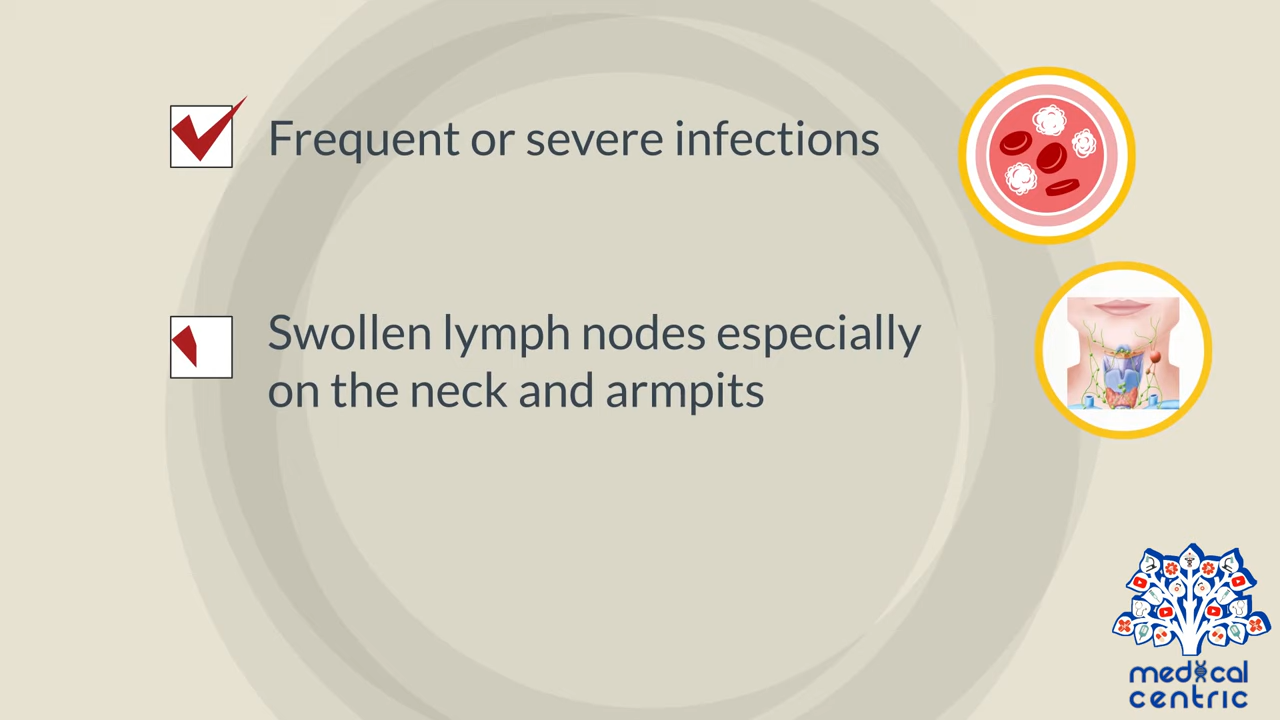 Frequent or severe infections
Swollen lymph nodes especially
on the neck and armpits
medical
centric